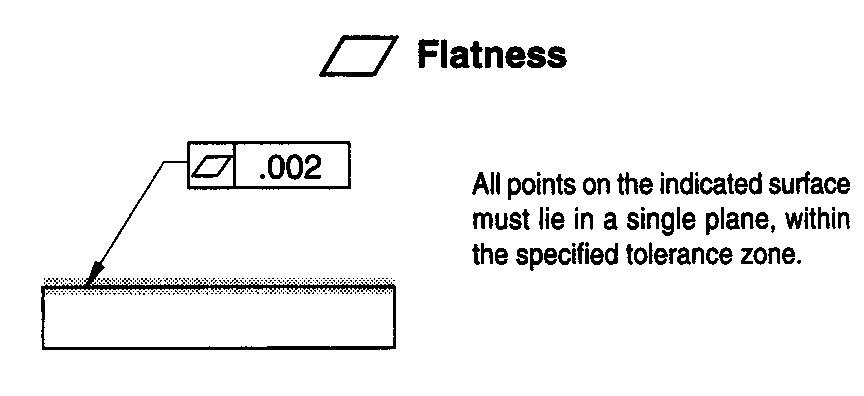 Flatness
.002
All points on the indicated surface
must lie in a single plane, within
the specified tolerance zone.